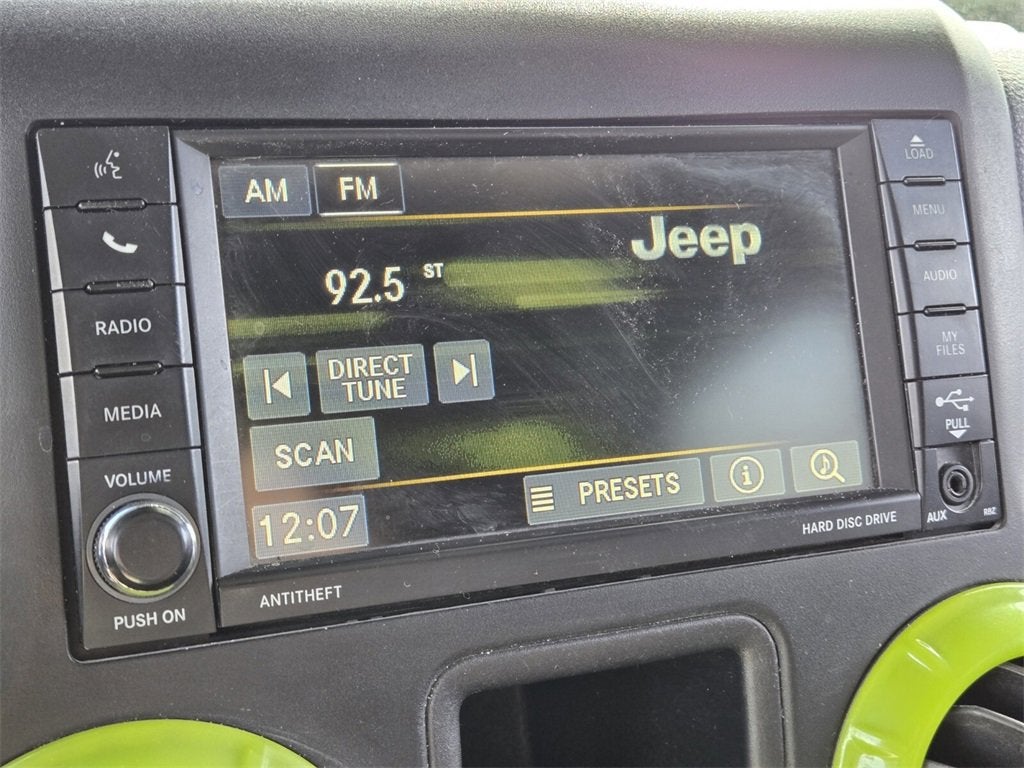 AM
FM
Jeep
92.5 ST
DIRECT
TUNE
SCAN
PRESETS
12:07
RADIO
MEDIA
VOLUME
PUSH ON
ANTITHEFT
HARD DISC DRIVE
LOAD
MENU
AUDIO
MY
FILES
PULL
AUX
RBZ